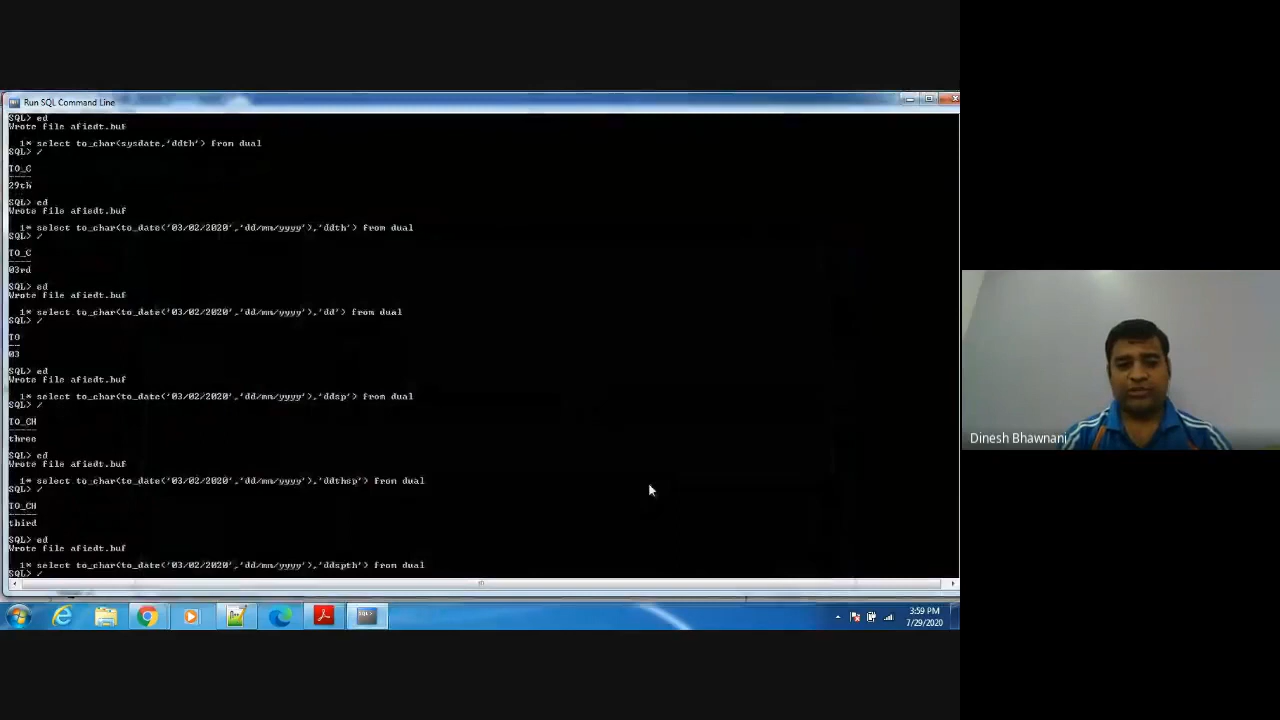 Run SQL Command Line
SQL> ed
Wrote file afiedt.buf
1* select to_char(sysdate,'ddth') from dual
SQL> /
TO_C
----
29th
SQL> ed
Wrote file afiedt.buf
1* select to_char(to_date('03/02/2020','dd/mm/yyyy'),'ddth') from dual
SQL> /
TO_C
----
03rd
SQL> ed
Wrote file afiedt.buf
1* select to_char(to_date('03/02/2020','dd/mm/yyyy'),'dd') from dual
SQL> /
TO
--
03
SQL> ed
Wrote file afiedt.buf
1* select to_char(to_date('03/02/2020','dd/mm/yyyy'),'ddsp') from dual
SQL> /
TO_CH
-----
three
SQL> ed
Wrote file afiedt.buf
1* select to_char(to_date('03/02/2020','dd/mm/yyyy'),'ddthsp') from dual
SQL> /
TO_CH
-----
third
SQL> ed
Wrote file afiedt.buf
1* select to_char(to_date('03/02/2020','dd/mm/yyyy'),'ddspth') from dual
SQL> /
3:59 PM
7/29/2020
Dinesh Bhawnani